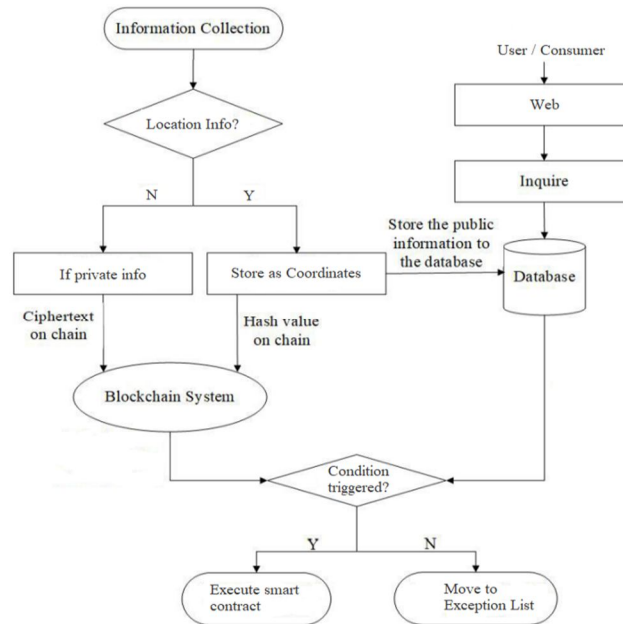 Information Collection
User / Consumer
Web
Location Info?
Inquire
N
Y
Store the public
information to
the database
If private info
Store as Coordinates
Database
Ciphertext
on chain
Hash value
on chain
Blockchain System
Condition
triggered?
Y
N
Execute smart
contract
Move to
Exception List